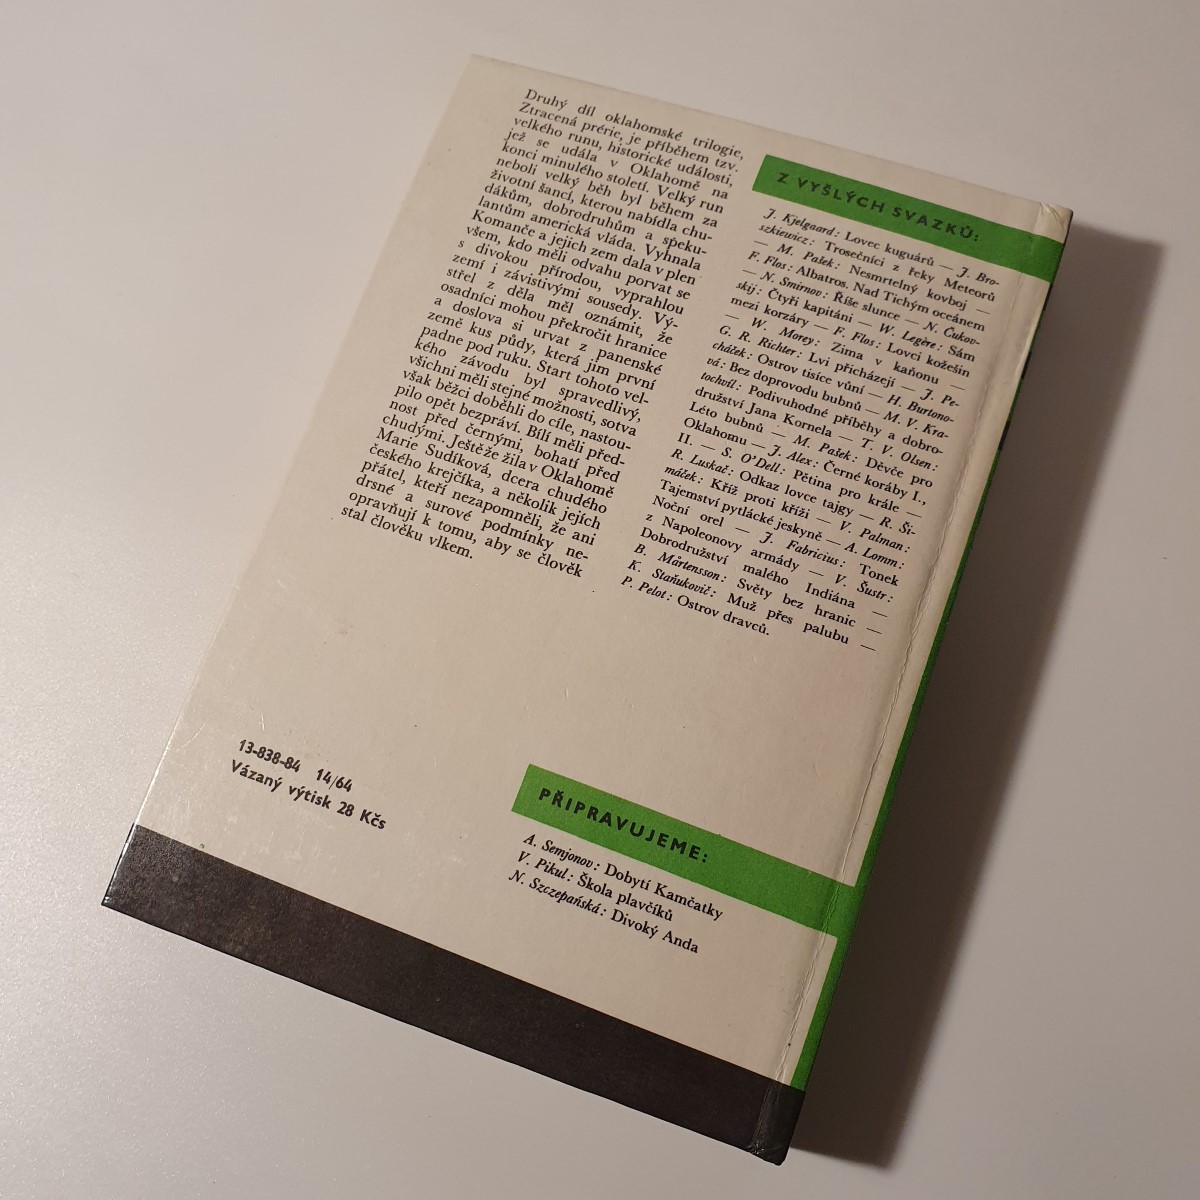 Druhý díl oklahomské trilogie,
Ztracená prérie, je příběhem tzv.
velkého runu, historické události,
jež se udála v Oklahomě na
konci minulého století. Velký run
neboli velký běh byl během za
životní šancí, kterou nabídla chu-
dákům, dobrodruhům a speku-
lantům americká vláda. Vyhnala
Komanče a jejich zem dala v plen
všem, kdo měli odvahu porvat se
s divokou přírodou, vyprahlou
zemí i závistivými sousedy. Vý-
střel z děla měl oznámit, že
osadníci mohou překročit hranice
a doslova si urvat z panenské
země kus půdy, která jim první
padne pod ruku. Start tohoto vel-
kého závodu byl spravedlivý,
všichni měli stejné možnosti, sotva
však běžci doběhli do cíle, nastou-
pilo opět bezpráví. Bílí měli před-
nost před černými, bohatí před
chudými. Ještěže žila v Oklahomě
Marie Sudíková, dcera chudého
českého krejčíka, a několik jejích
přátel, kteří nezapomněli, že ani
drsné a surové podmínky ne-
opravňují k tomu, aby se člověk
stal člověku vlkem.
Z VYŠLÝCH SVAZKŮ:
J. Kjelgaard: Lovec kuguárů — J. Bro-
szkiewicz: Trosečníci z řeky Meteorů
— M. Pašek: Nesmrtelný kovboj —
F. Flos: Albatros. Nad Tichým oceánem
— N. Smirnov: Říše slunce — N. Čukov-
skij: Čtyři kapitáni — W. Legère: Sám
mezi korzáry — F. Flos: Lovci kožešin
— W. Morey: Zima v kaňonu —
G. R. Richter: Lvi přicházejí — J. Pe-
cháček: Ostrov tisíce vůní — H. Burtono-
vá: Bez doprovodu bubnů — M. V. Kra-
tochvíl: Podivuhodné příběhy a dobro-
družství Jana Kornela — T. V. Olsen:
Léto bubnů — M. Pašek: Děvče pro
Oklahomu — J. Alex: Černé koráby I.,
II. — S. O'Dell: Pětina pro krále —
R. Luskač: Odkaz lovce tajgy — R. Ši-
máček: Kříž proti kříži — V. Palman:
Tajemství pytlácké jeskyně — A. Lomm:
Noční orel — J. Fabricius: Tonek
z Napoleonovy armády — V. Šustr:
Dobrodružství malého Indiána —
B. Mårtensson: Světy bez hranic —
K. Staňukovič: Muž přes palubu —
P. Pelot: Ostrov dravců.
13-838-84 14/64
Vázaný výtisk 28 Kčs
PŘIPRAVUJEME:
A. Semjonov: Dobytí Kamčatky
V. Pikul: Škola plavčíků
N. Szczepańská: Divoký Anda